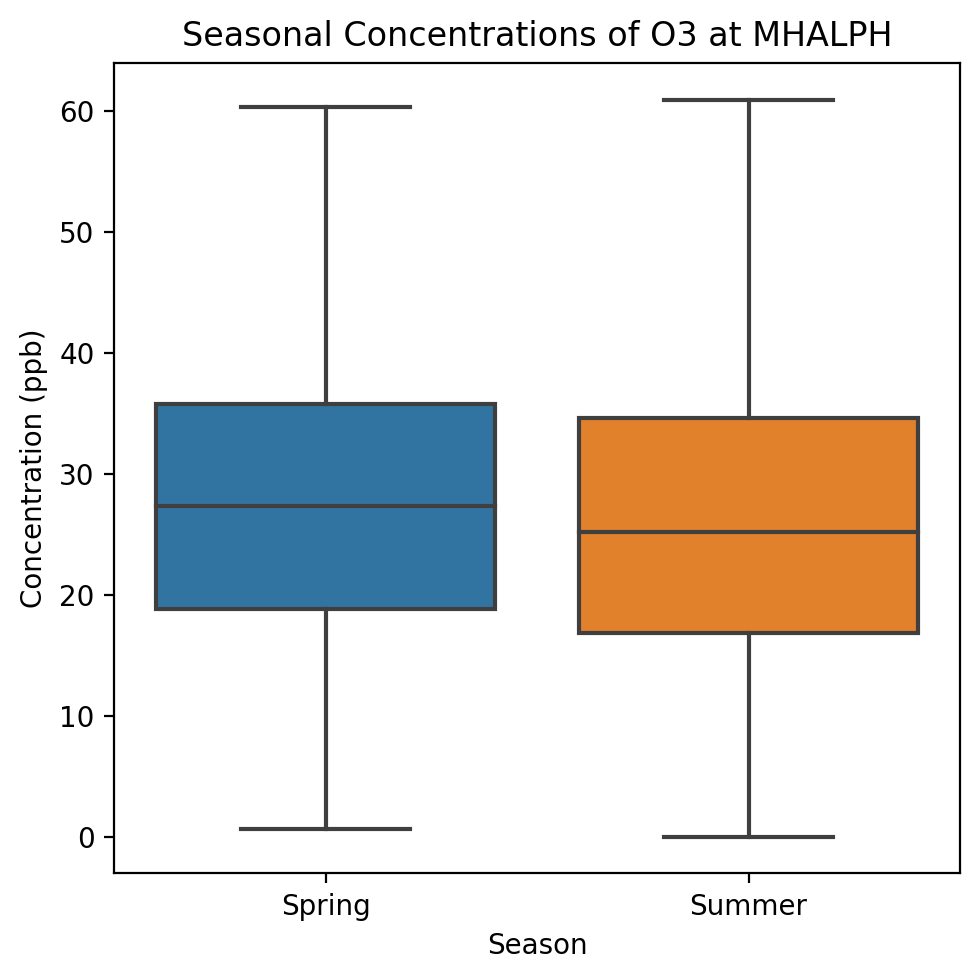 Seasonal Concentrations of O3 at MHALPH
60
50
40
30
20
10
0
Concentration (ppb)
Spring
Summer
Season